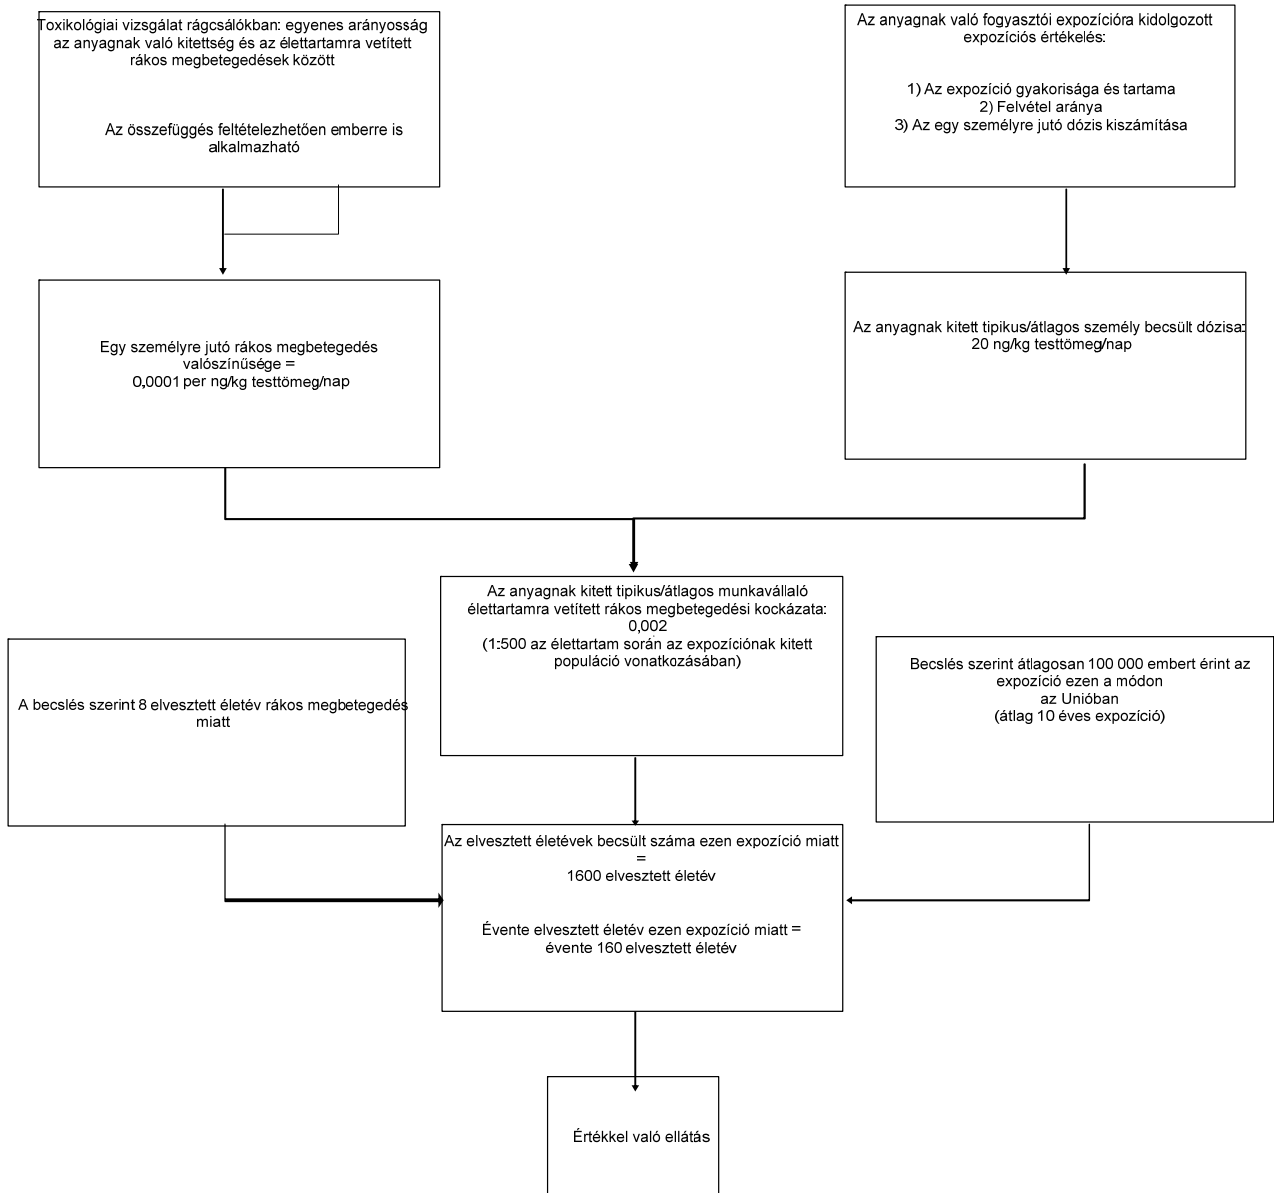 Toxikológiai vizsgálat rágcsálókban: egyenes arányosság
az anyagnak való kitettség és az élettartamra vetített
rákos megbetegedések között
Az összefüggés feltételezhetően emberre is
alkalmazható
Az anyagnak való fogyasztói expozícióra kidolgozott
expozíciós értékelés:
1) Az expozíció gyakorisága és tartama
2) Felvétel aránya
3) Az egy személyre jutó dózis kiszámítása
Egy személyre jutó rákos megbetegedés
valószínűsége =
0,0001 per ng/kg testtömeg/nap
Az anyagnak kitett tipikus/átlagos személy becsült dózisa:
20 ng/kg testtömeg/nap
Az anyagnak kitett tipikus/átlagos munkavállaló
élettartamra vetített rákos megbetegedési kockázata:
0,002
(1:500 az élettartam során az expozíciónak kitett
populáció vonatkozásában)
A becslés szerint 8 elvesztett életév rákos megbetegedés
miatt
Becslés szerint átlagosan 100 000 embert érint az
expozíció ezen a módon
az Unióban
(átlag 10 éves expozíció)
Az elvesztett életévek becsült száma ezen expozíció miatt
=
1600 elvesztett életév
Évente elvesztett életév ezen expozíció miatt =
évente 160 elvesztett életév
Értékkel való ellátás